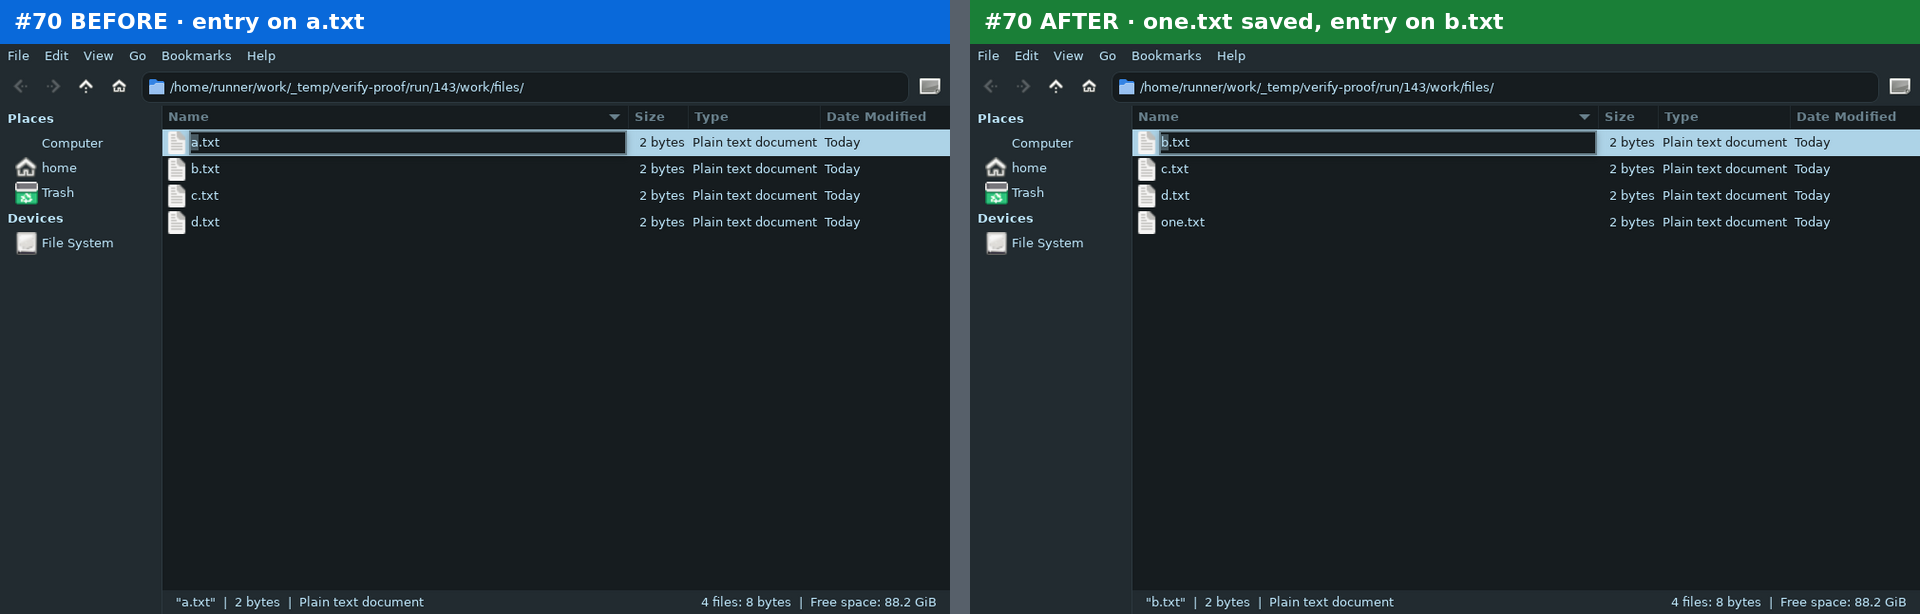 #70 BEFORE · entry on a.txt
File Edit View Go Bookmarks Help
/home/runner/work/_temp/verify-proof/run/143/work/files/
Places
Computer
home
Trash
Devices
File System
Name Size Type Date Modified
a.txt 2 bytes Plain text document Today
b.txt 2 bytes Plain text document Today
c.txt 2 bytes Plain text document Today
d.txt 2 bytes Plain text document Today
"a.txt" | 2 bytes | Plain text document 4 files: 8 bytes | Free space: 88.2 GiB
#70 AFTER · one.txt saved, entry on b.txt
File Edit View Go Bookmarks Help
/home/runner/work/_temp/verify-proof/run/143/work/files/
Places
Computer
home
Trash
Devices
File System
Name Size Type Date Modified
b.txt 2 bytes Plain text document Today
c.txt 2 bytes Plain text document Today
d.txt 2 bytes Plain text document Today
one.txt 2 bytes Plain text document Today
"b.txt" | 2 bytes | Plain text document 4 files: 8 bytes | Free space: 88.2 GiB